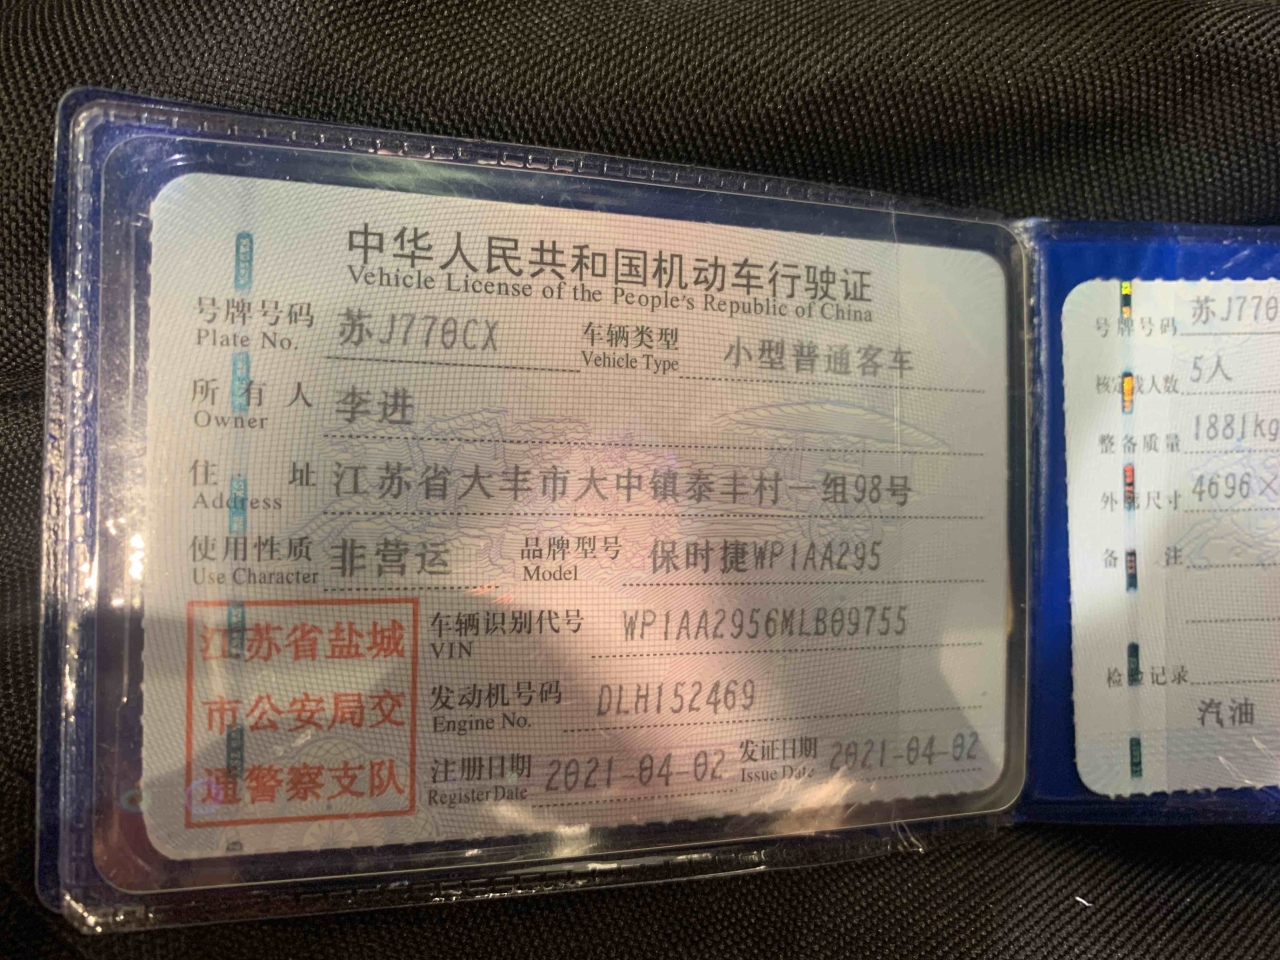 中华人民共和国机动车行驶证
Vehicle License of the People's Republic of China
号牌号码 苏J770CX 车辆类型 小型普通客车
Plate No. Vehicle Type
所有人 李进
Owner
住址 江苏省大丰市大中镇泰丰村一组98号
Address
使用性质 非营运 品牌型号 保时捷WP1AA295
Use Character Model
江苏省盐城
市公安局交
通警察支队
车辆识别代号 WP1AA2956MLB09755
VIN
发动机号码 DLH152469
Engine No.
注册日期 2021-04-02 发证日期 2021-04-02
Register Date Issue Date
号牌号码 苏J770
核定载人数 5人
整备质量 1881kg
外廓尺寸 4696×
备注
检验记录
汽油